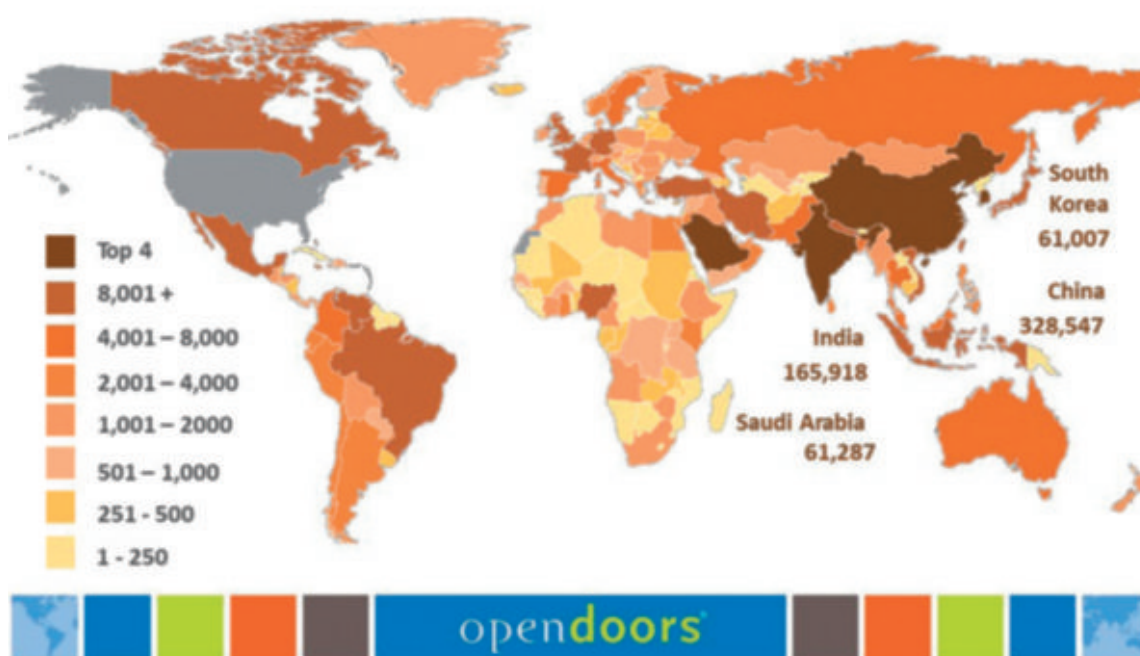 Top 4
8,001 +
4,001 – 8,000
2,001 – 4,000
1,001 – 2000
501 – 1,000
251 - 500
1 - 250
South
Korea
61,007
China
328,547
India
165,918
Saudi Arabia
61,287
opendoors